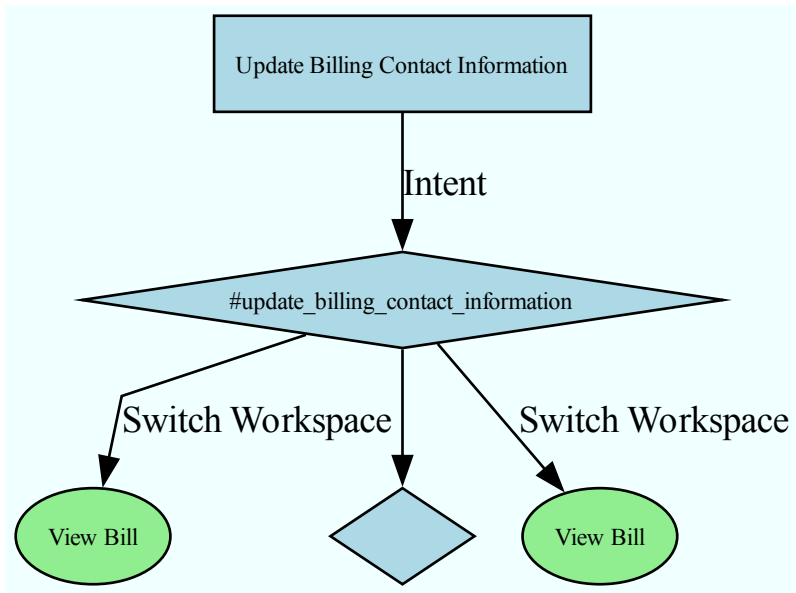 Update Billing Contact Information
Intent
#update_billing_contact_information
Switch Workspace
Switch Workspace
View Bill
View Bill